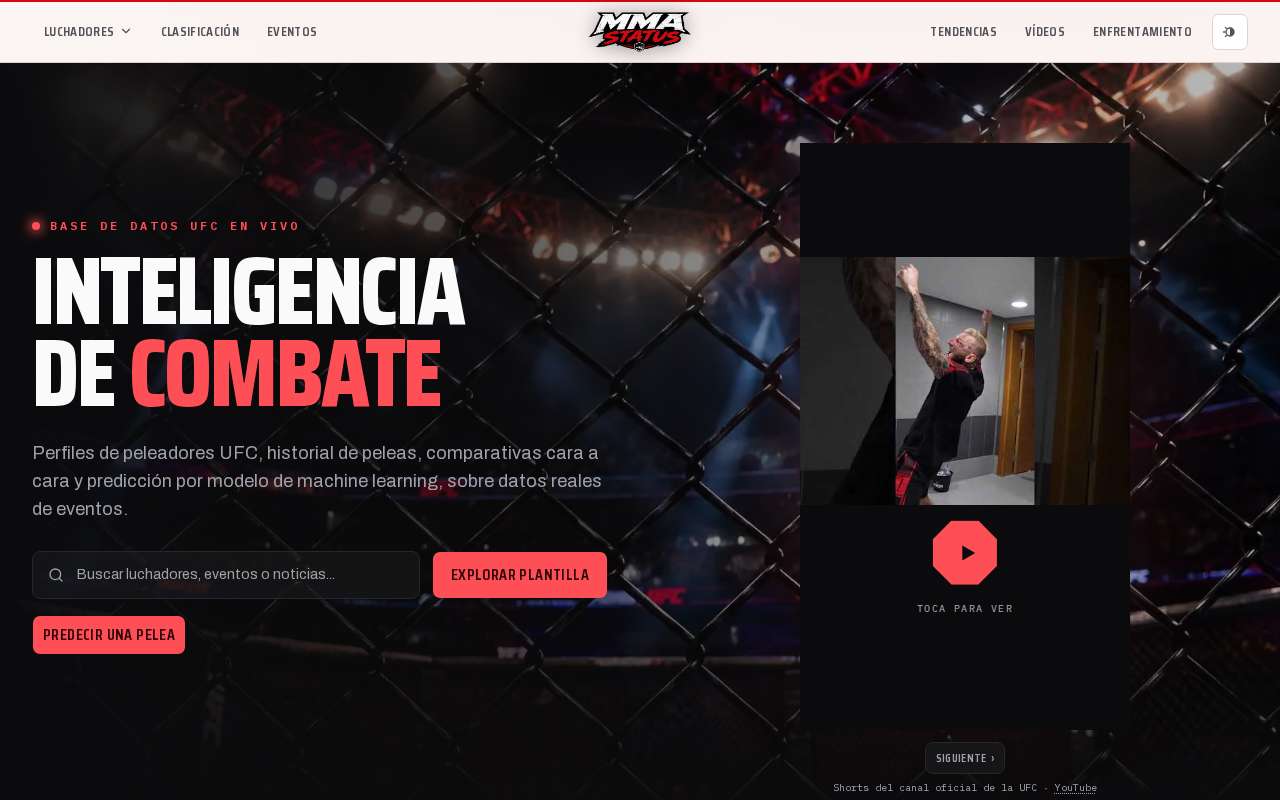 LUCHADORES
CLASIFICACIÓN
EVENTOS
MMA
STATUS
TENDENCIAS
VÍDEOS
ENFRENTAMIENTO
BASE DE DATOS UFC EN VIVO
INTELIGENCIA
DE COMBATE
Perfiles de peleadores UFC, historial de peleas, comparativas cara a
cara y predicción por modelo de machine learning, sobre datos reales
de eventos.
Buscar luchadores, eventos o noticias...
EXPLORAR PLANTILLA
PREDECIR UNA PELEA
TOCA PARA VER
SIGUIENTE ›
Shorts del canal oficial de la UFC · YouTube